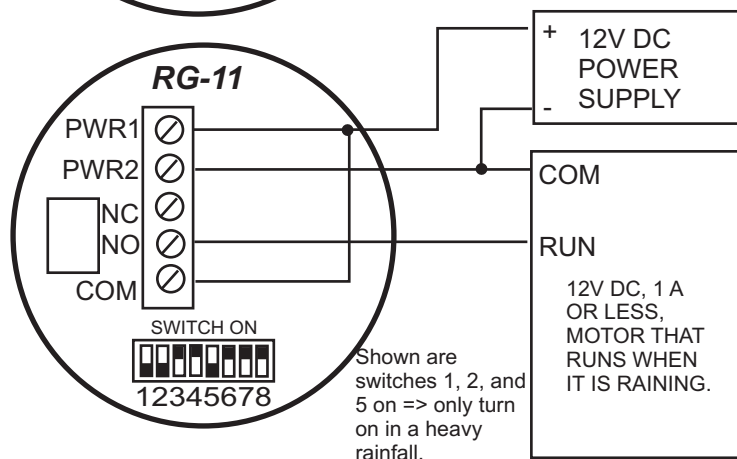 RG-11
PWR1
PWR2
NC
NO
COM
SWITCH ON
12345678
+ 12V DC
POWER
- SUPPLY
COM
RUN
12V DC, 1 A
OR LESS,
MOTOR THAT
RUNS WHEN
IT IS RAINING.
Shown are
switches 1, 2, and
5 on => only turn
on in a heavy
rainfall.